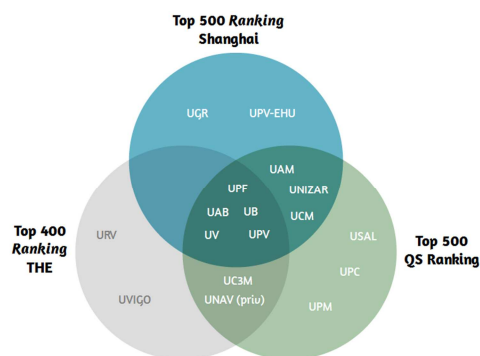 Top 500 Ranking
Shanghai
UGR UPV-EHU
UAM
UPF UNIZAR
UAB UB UCM
UV UPV
Top 400
Ranking
THE
URV
UVIGO
UC3M
UNAV (priv)
USAL
UPC
UPM
Top 500
QS Ranking